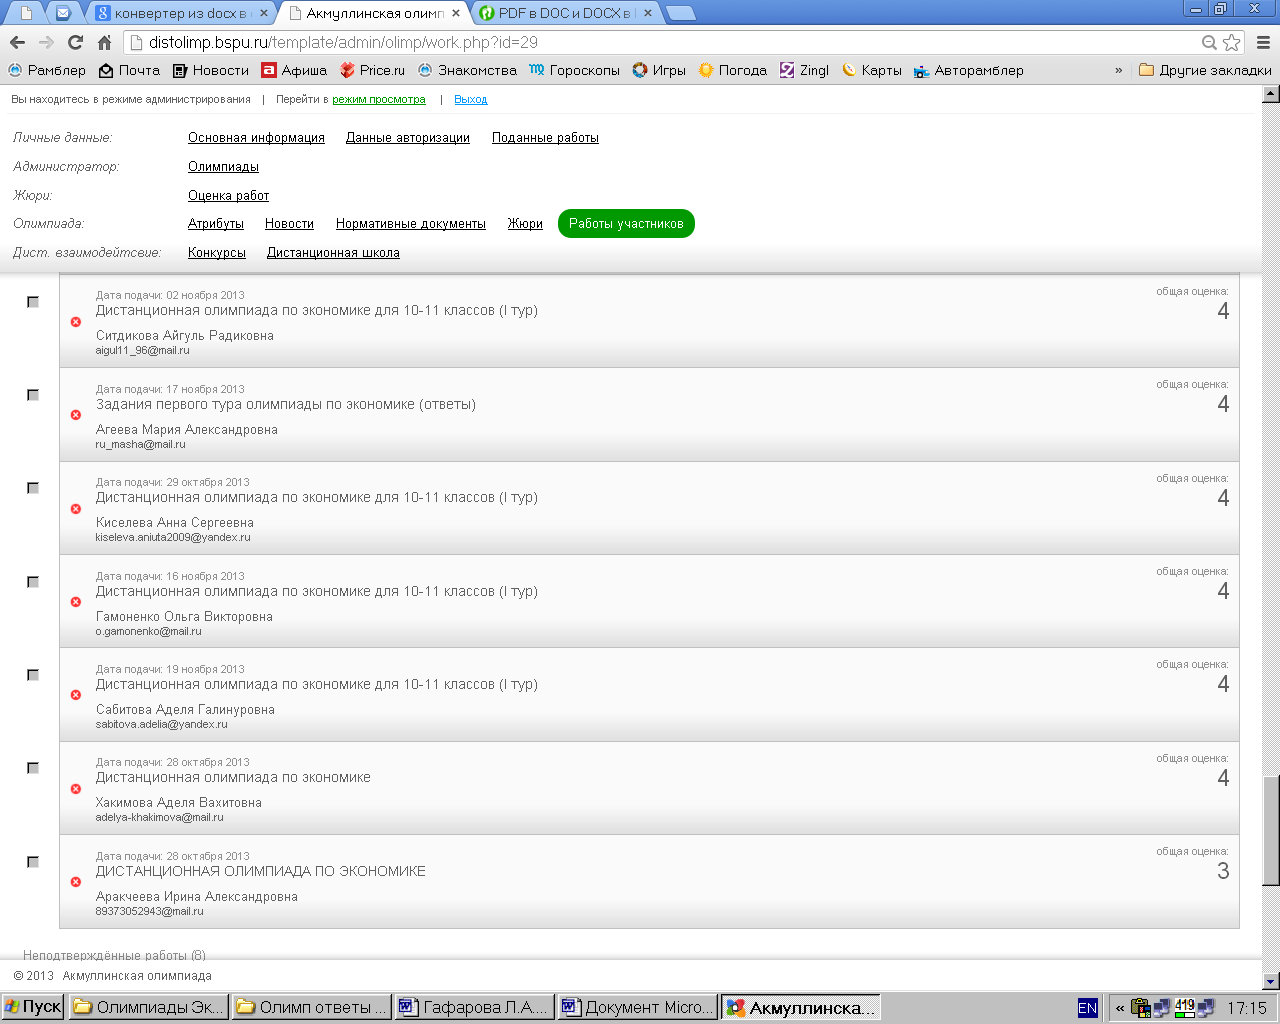 конвертер из docx в
Акмуллинская олимп
PDF в DOC и DOCX в
distolimp.bspu.ru/template/admin/olimp/work.php?id=29
Рамблер Почта Новости Афиша Price.ru Знакомства Гороскопы Игры Погода Zingl Карты Авторамблер » Другие закладки
Вы находитесь в режиме администрирования | Перейти в режим просмотра | Выход
Личные данные: Основная информация Данные авторизации Поданные работы
Администратор: Олимпиады
Жюри: Оценка работ
Олимпиада: Атрибуты Новости Нормативные документы Жюри Работы участников
Дист. взаимодейтсвие: Конкурсы Дистанционная школа
Дата подачи: 02 ноября 2013 общая оценка:
Дистанционная олимпиада по экономике для 10-11 классов (I тур) 4
Ситдикова Айгуль Радиковна
aigul11_96@mail.ru
Дата подачи: 17 ноября 2013 общая оценка:
Задания первого тура олимпиады по экономике (ответы) 4
Агеева Мария Александровна
ru_masha@mail.ru
Дата подачи: 29 октября 2013 общая оценка:
Дистанционная олимпиада по экономике для 10-11 классов (I тур) 4
Киселева Анна Сергеевна
kiseleva.aniuta2009@yandex.ru
Дата подачи: 16 ноября 2013 общая оценка:
Дистанционная олимпиада по экономике для 10-11 классов (I тур) 4
Гамоненко Ольга Викторовна
o.gamonenko@mail.ru
Дата подачи: 19 ноября 2013 общая оценка:
Дистанционная олимпиада по экономике для 10-11 классов (I тур) 4
Сабитова Аделя Галинуровна
sabitova.adelia@yandex.ru
Дата подачи: 28 октября 2013 общая оценка:
Дистанционная олимпиада по экономике 4
Хакимова Аделя Вахитовна
adelya-khakimova@mail.ru
Дата подачи: 28 октября 2013 общая оценка:
ДИСТАНЦИОННАЯ ОЛИМПИАДА ПО ЭКОНОМИКЕ 3
Аракчеева Ирина Александровна
89373052943@mail.ru
Неподтверждённые работы (8)
© 2013 Акмуллинская олимпиада
Пуск Олимпиады Эк... Олимп ответы ... Гафарова Л.А.... Документ Micro... Акмуллинска... EN « 419 17:15